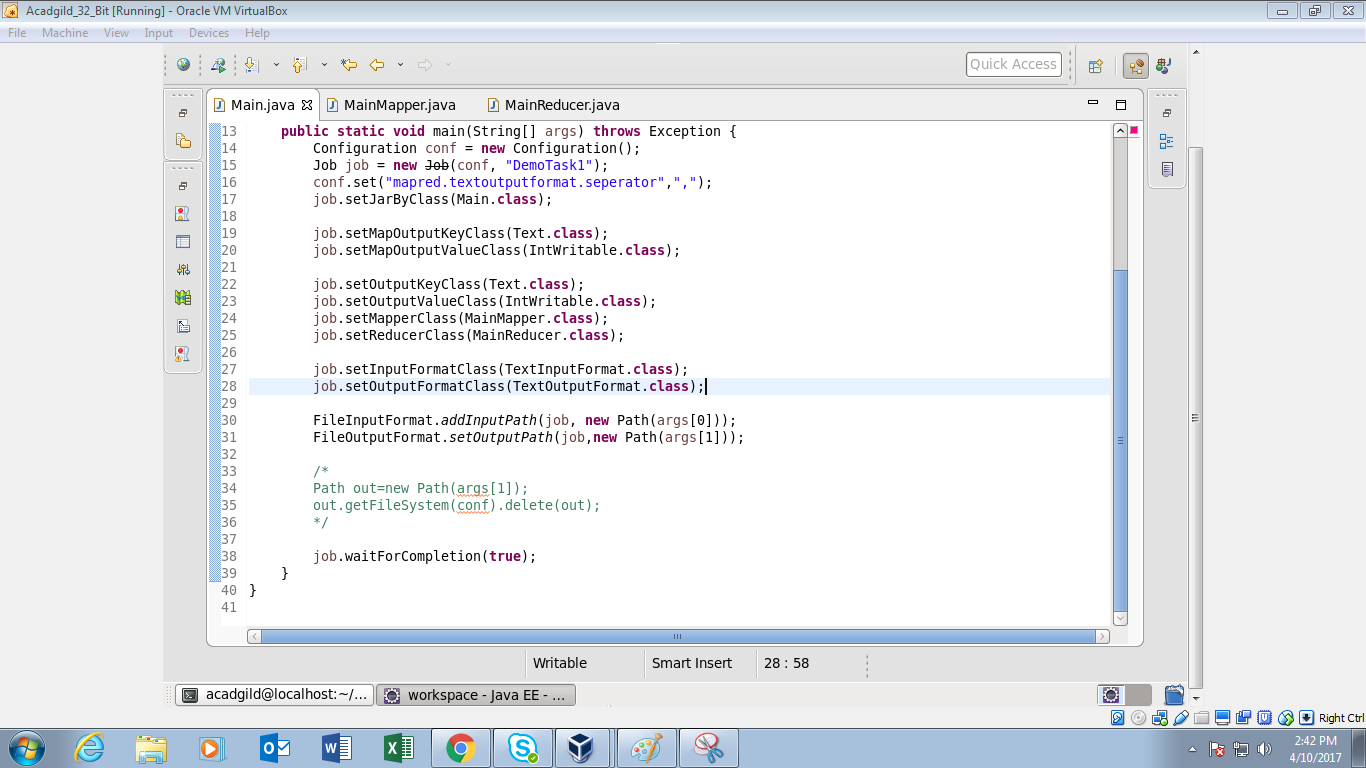 Acadgild_32_Bit [Running] - Oracle VM VirtualBox
File Machine View Input Devices Help
Quick Access
Main.java MainMapper.java MainReducer.java
13 public static void main(String[] args) throws Exception {
14 Configuration conf = new Configuration();
15 Job job = new Job(conf, "DemoTask1");
16 conf.set("mapred.textoutputformat.seperator",",");
17 job.setJarByClass(Main.class);
18
19 job.setMapOutputKeyClass(Text.class);
20 job.setMapOutputValueClass(IntWritable.class);
21
22 job.setOutputKeyClass(Text.class);
23 job.setOutputValueClass(IntWritable.class);
24 job.setMapperClass(MainMapper.class);
25 job.setReducerClass(MainReducer.class);
26
27 job.setInputFormatClass(TextInputFormat.class);
28 job.setOutputFormatClass(TextOutputFormat.class);
29
30 FileInputFormat.addInputPath(job, new Path(args[0]));
31 FileOutputFormat.setOutputPath(job,new Path(args[1]));
32
33 /*
34 Path out=new Path(args[1]);
35 out.getFileSystem(conf).delete(out);
36 */
37
38 job.waitForCompletion(true);
39 }
40 }
41
Writable Smart Insert 28 : 58
acadgild@localhost:~/... workspace - Java EE - ...
Right Ctrl
2:42 PM
4/10/2017